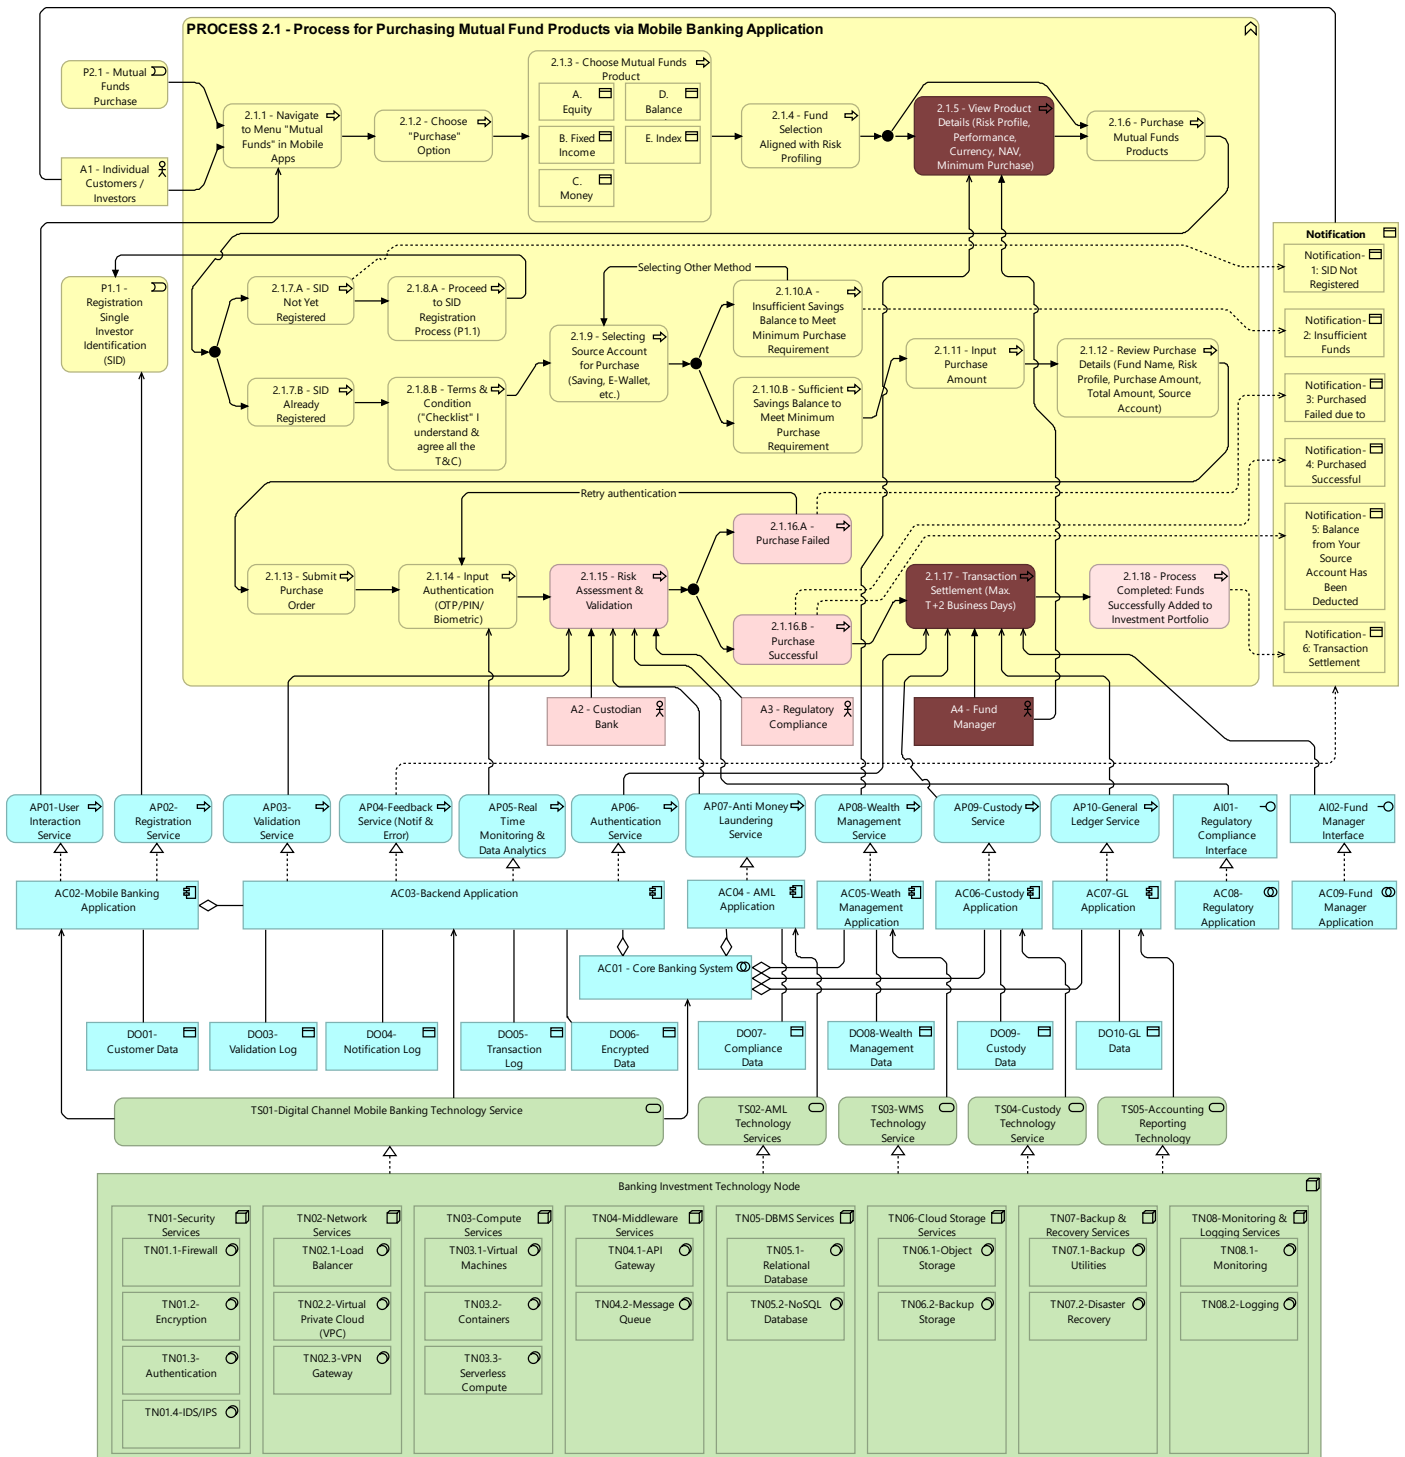 PROCESS 2.1 - Process for Purchasing Mutual Fund Products via Mobile Banking Application
P2.1 - Mutual
Funds
Purchase
A1 - Individual
Customers /
Investors
2.1.1 - Navigate
to Menu "Mutual
Funds" in Mobile
Apps
2.1.2 - Choose
"Purchase"
Option
2.1.3 - Choose Mutual Funds
Product
A.
Equity
D.
Balance
B. Fixed
Income
E. Index
C.
Money
2.1.4 - Fund
Selection
Aligned with Risk
Profiling
2.1.5 - View Product
Details (Risk Profile,
Performance,
Currency, NAV,
Minimum Purchase)
2.1.6 - Purchase
Mutual Funds
Products
Notification
Notification-
1: SID Not
Registered
Notification-
2: Insufficient
Funds
Notification-
3: Purchased
Failed due to
Notification-
4: Purchased
Successful
Notification-
5: Balance
from Your
Source
Account Has
Been
Deducted
Notification-
6: Transaction
Settlement
P1.1 -
Registration
Single
Investor
Identification
(SID)
2.1.7.A - SID
Not Yet
Registered
2.1.8.A - Proceed
to SID
Registration
Process (P1.1)
Selecting Other Method
2.1.9 - Selecting
Source Account
for Purchase
(Saving, E-Wallet,
etc.)
2.1.10.A -
Insufficient Savings
Balance to Meet
Minimum Purchase
Requirement
2.1.7.B - SID
Already
Registered
2.1.8.B - Terms &
Condition
("Checklist" I
understand &
agree all the
T&C)
2.1.10.B - Sufficient
Savings Balance to
Meet Minimum
Purchase
Requirement
2.1.11 - Input
Purchase
Amount
2.1.12 - Review Purchase
Details (Fund Name, Risk
Profile, Purchase Amount,
Total Amount, Source
Account)
Retry authentication
2.1.13 - Submit
Purchase
Order
2.1.14 - Input
Authentication
(OTP/PIN/
Biometric)
2.1.15 - Risk
Assessment &
Validation
2.1.16.A -
Purchase Failed
2.1.16.B -
Purchase
Successful
2.1.17 - Transaction
Settlement (Max.
T+2 Business Days)
2.1.18 - Process
Completed: Funds
Successfully Added to
Investment Portfolio
A2 - Custodian
Bank
A3 - Regulatory
Compliance
A4 - Fund
Manager
AP01-User
Interaction
Service
AP02-
Registration
Service
AP03-
Validation
Service
AP04-Feedback
Service (Notif &
Error)
AP05-Real
Time
Monitoring &
Data Analytics
AP06-
Authentication
Service
AP07-Anti Money
Laundering
Service
AP08-Wealth
Management
Service
AP09-Custody
Service
AP10-General
Ledger Service
AI01-
Regulatory
Compliance
Interface
AI02-Fund
Manager
Interface
AC02-Mobile Banking
Application
AC03-Backend Application
AC04 - AML
Application
AC05-Weath
Management
Application
AC06-Custody
Application
AC07-GL
Application
AC08-
Regulatory
Application
AC09-Fund
Manager
Application
AC01 - Core Banking System
DO01-
Customer Data
DO03-
Validation Log
DO04-
Notification Log
DO05-
Transaction
Log
DO06-
Encrypted
Data
DO07-
Compliance
Data
DO08-Wealth
Management
Data
DO09-
Custody
Data
DO10-GL
Data
TS01-Digital Channel Mobile Banking Technology Service
TS02-AML
Technology
Services
TS03-WMS
Technology
Service
TS04-Custody
Technology
Service
TS05-Accounting
Reporting
Technology
Banking Investment Technology Node
TN01-Security
Services
TN01.1-Firewall
TN01.2-
Encryption
TN01.3-
Authentication
TN01.4-IDS/IPS
TN02-Network
Services
TN02.1-Load
Balancer
TN02.2-Virtual
Private Cloud
(VPC)
TN02.3-VPN
Gateway
TN03-Compute
Services
TN03.1-Virtual
Machines
TN03.2-
Containers
TN03.3-
Serverless
Compute
TN04-Middleware
Services
TN04.1-API
Gateway
TN04.2-Message
Queue
TN05-DBMS Services
TN05.1-
Relational
Database
TN05.2-NoSQL
Database
TN06-Cloud Storage
Services
TN06.1-Object
Storage
TN06.2-Backup
Storage
TN07-Backup &
Recovery Services
TN07.1-Backup
Utilities
TN07.2-Disaster
Recovery
TN08-Monitoring &
Logging Services
TN08.1-
Monitoring
TN08.2-Logging